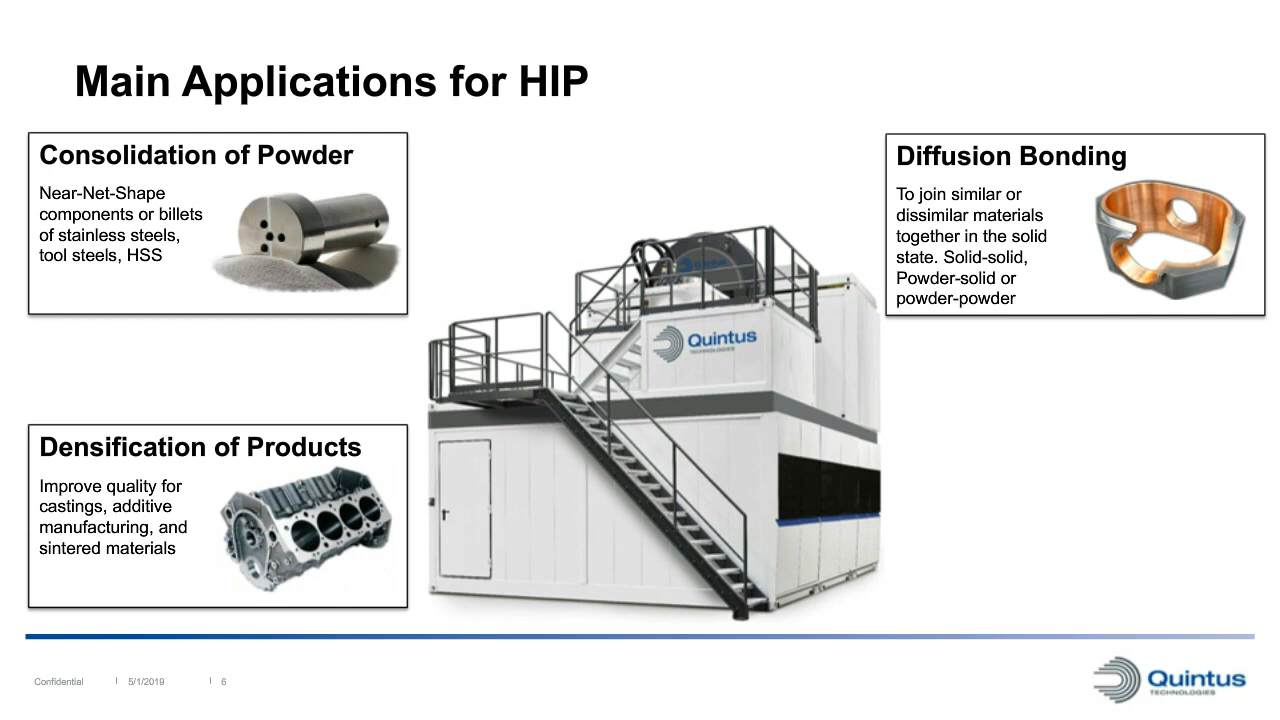 Main Applications for HIP
Consolidation of Powder
Near-Net-Shape
components or billets
of stainless steels,
tool steels, HSS
Diffusion Bonding
To join similar or
dissimilar materials
together in the solid
state. Solid-solid,
Powder-solid or
powder-powder
Quintus
Quintus
TECHNOLOGIES
Densification of Products
Improve quality for
castings, additive
manufacturing, and
sintered materials
Confidential | 5/1/2019 | 6
Quintus
TECHNOLOGIES